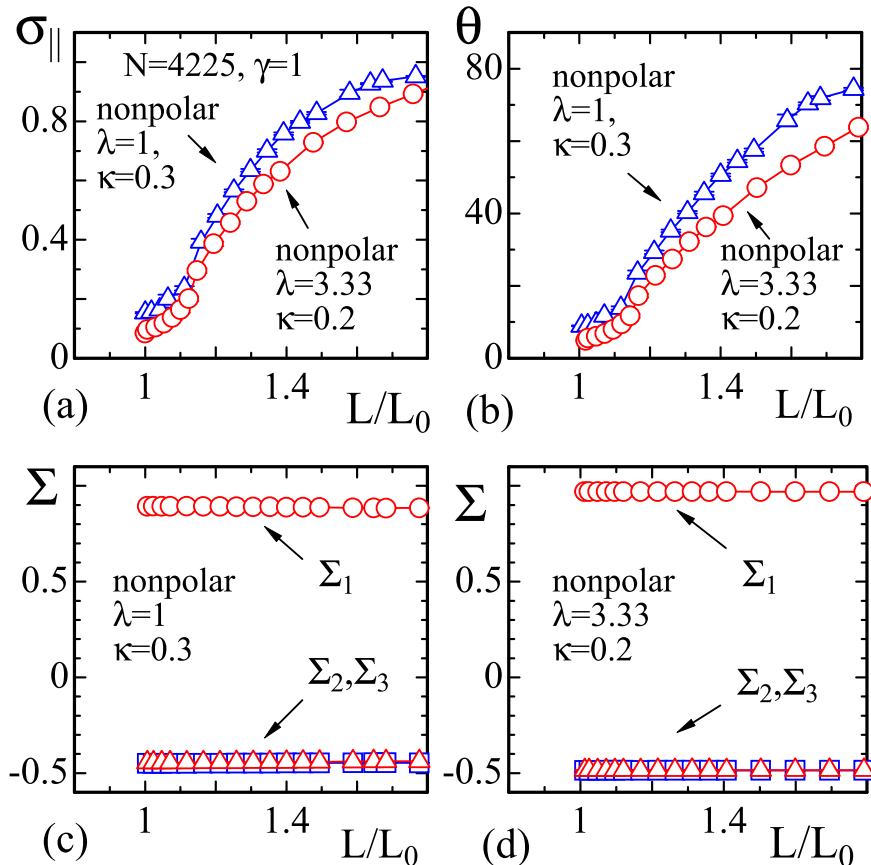 σ||
N=4225, γ=1
nonpolar
λ=1,
κ=0.3
nonpolar
λ=3.33
κ=0.2
0.8
0.4
0
1
1.4
(a)
L/L0
θ
nonpolar
λ=1,
κ=0.3
nonpolar
λ=3.33
κ=0.2
80
40
0
1
1.4
(b)
L/L0
Σ
Σ1
nonpolar
λ=1
κ=0.3
Σ2,Σ3
0.5
0
-0.5
1
1.4
(c)
L/L0
Σ
Σ1
nonpolar
λ=3.33
κ=0.2
Σ2,Σ3
0.5
0
-0.5
1
1.4
(d)
L/L0